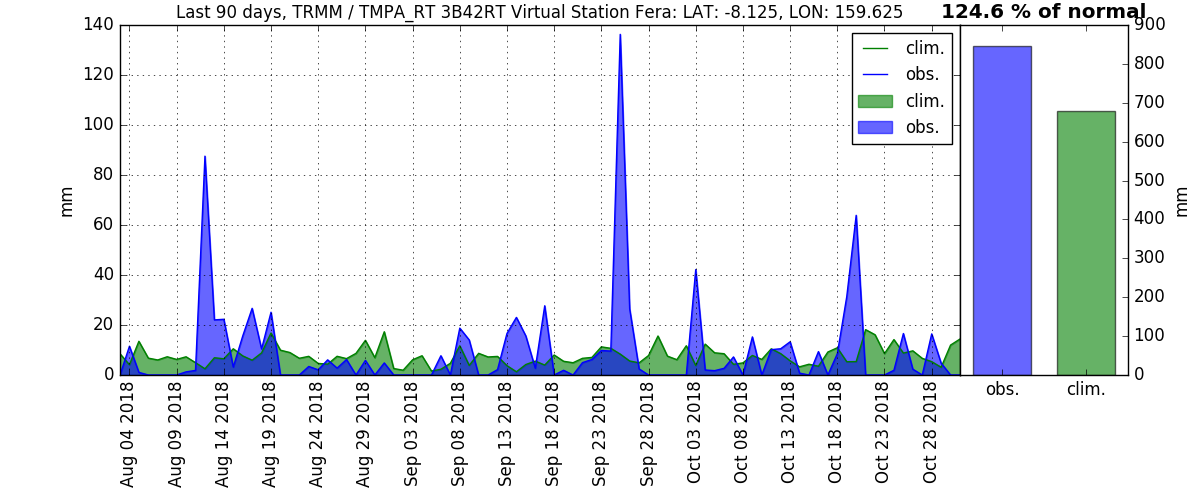 Last 90 days, TRMM / TMPA_RT 3B42RT Virtual Station Fera: LAT: -8.125, LON: 159.625
124.6 % of normal
mm
140
120
100
80
60
40
20
0
clim.
obs.
clim.
obs.
Aug 04 2018
Aug 09 2018
Aug 14 2018
Aug 19 2018
Aug 24 2018
Aug 29 2018
Sep 03 2018
Sep 08 2018
Sep 13 2018
Sep 18 2018
Sep 23 2018
Sep 28 2018
Oct 03 2018
Oct 08 2018
Oct 13 2018
Oct 18 2018
Oct 23 2018
Oct 28 2018
900
800
700
600
500
400
300
200
100
0
mm
obs.
clim.